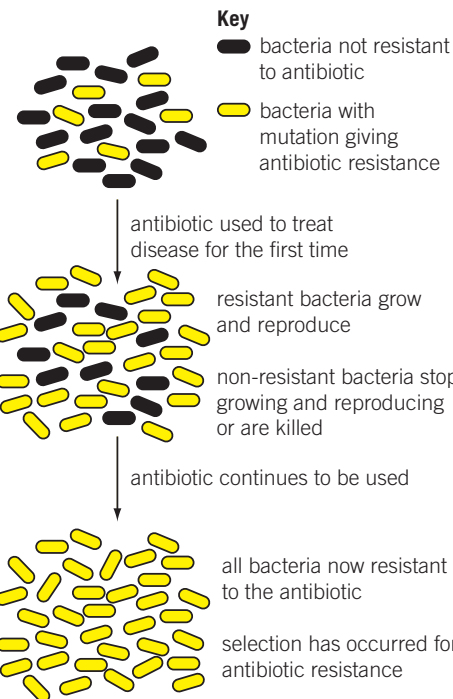 Key
bacteria not resistant
to antibiotic
bacteria with
mutation giving
antibiotic resistance
antibiotic used to treat
disease for the first time
resistant bacteria grow
and reproduce
non-resistant bacteria stop
growing and reproducing
or are killed
antibiotic continues to be used
all bacteria now resistant
to the antibiotic
selection has occurred for
antibiotic resistance